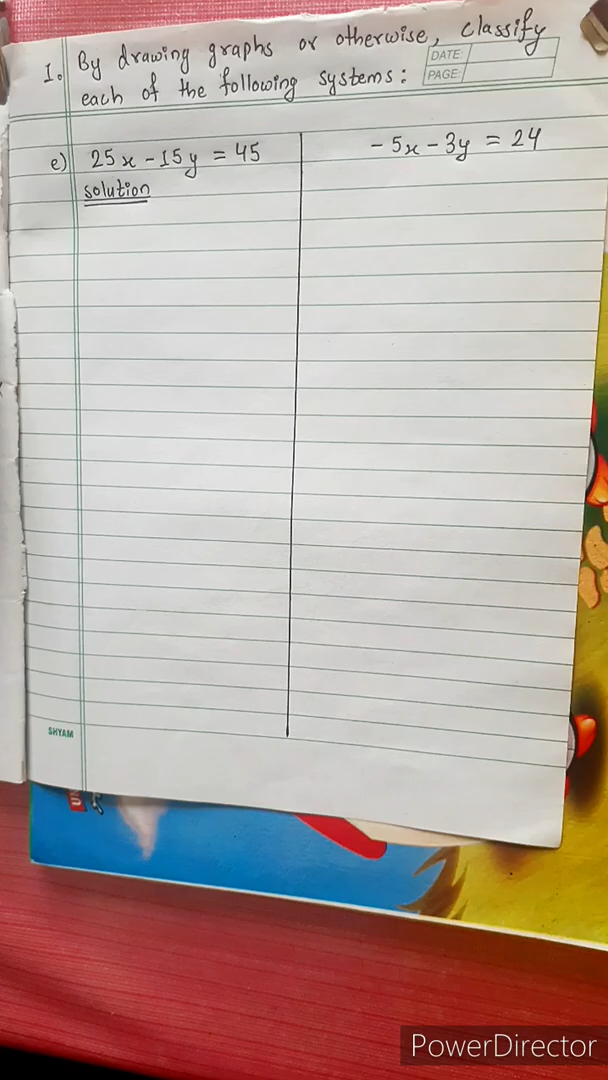 1. By drawing graphs or otherwise, classify
each of the following systems:
DATE:
PAGE:
e) 25x - 15y = 45
- 5x - 3y = 24
solution
SHYAM
PowerDirector